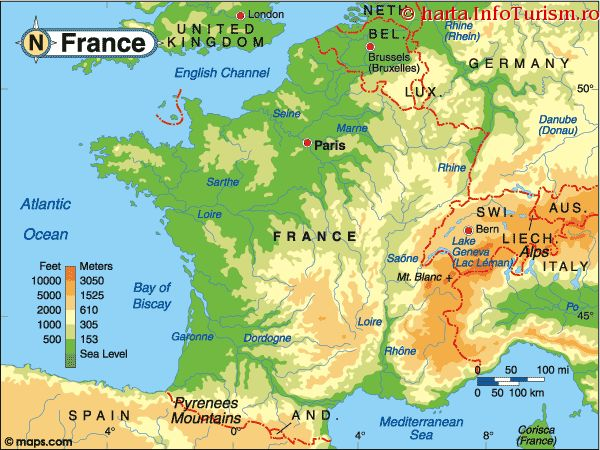 © harta.InfoTurism.ro
N France
London
UNITED
KINGDOM
NETH.
BEL.
Brussels
(Bruxelles)
Rhine
(Rhein)
GERMANY
English Channel
LUX.
50°
Seine
Marne
Paris
Danube
(Donau)
Rhine
Sarthe
Atlantic
Ocean
Loire
FRANCE
SWI.
AUS.
Bern
LIECH.
Lake
Geneva
(Lac Léman)
Alps
Saône
Mt. Blanc +
ITALY
Feet Meters
10000 3050
5000 1525
2000 610
1000 305
500 153
Sea Level
Bay of
Biscay
Po
45°
Garonne
Dordogne
Loire
Rhône
0 50 100 mi
0 50 100 km
Pyrenees
Mountains
SPAIN
AND.
Mediterranean
Sea
Corisca
(France)
© maps.com
4°
0°
4°
8°